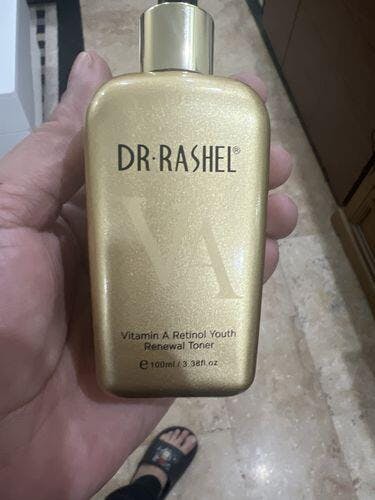 DR·RASHEL®
VA
Vitamin A Retinol Youth
Renewal Toner
e 100ml / 3.38fl.oz